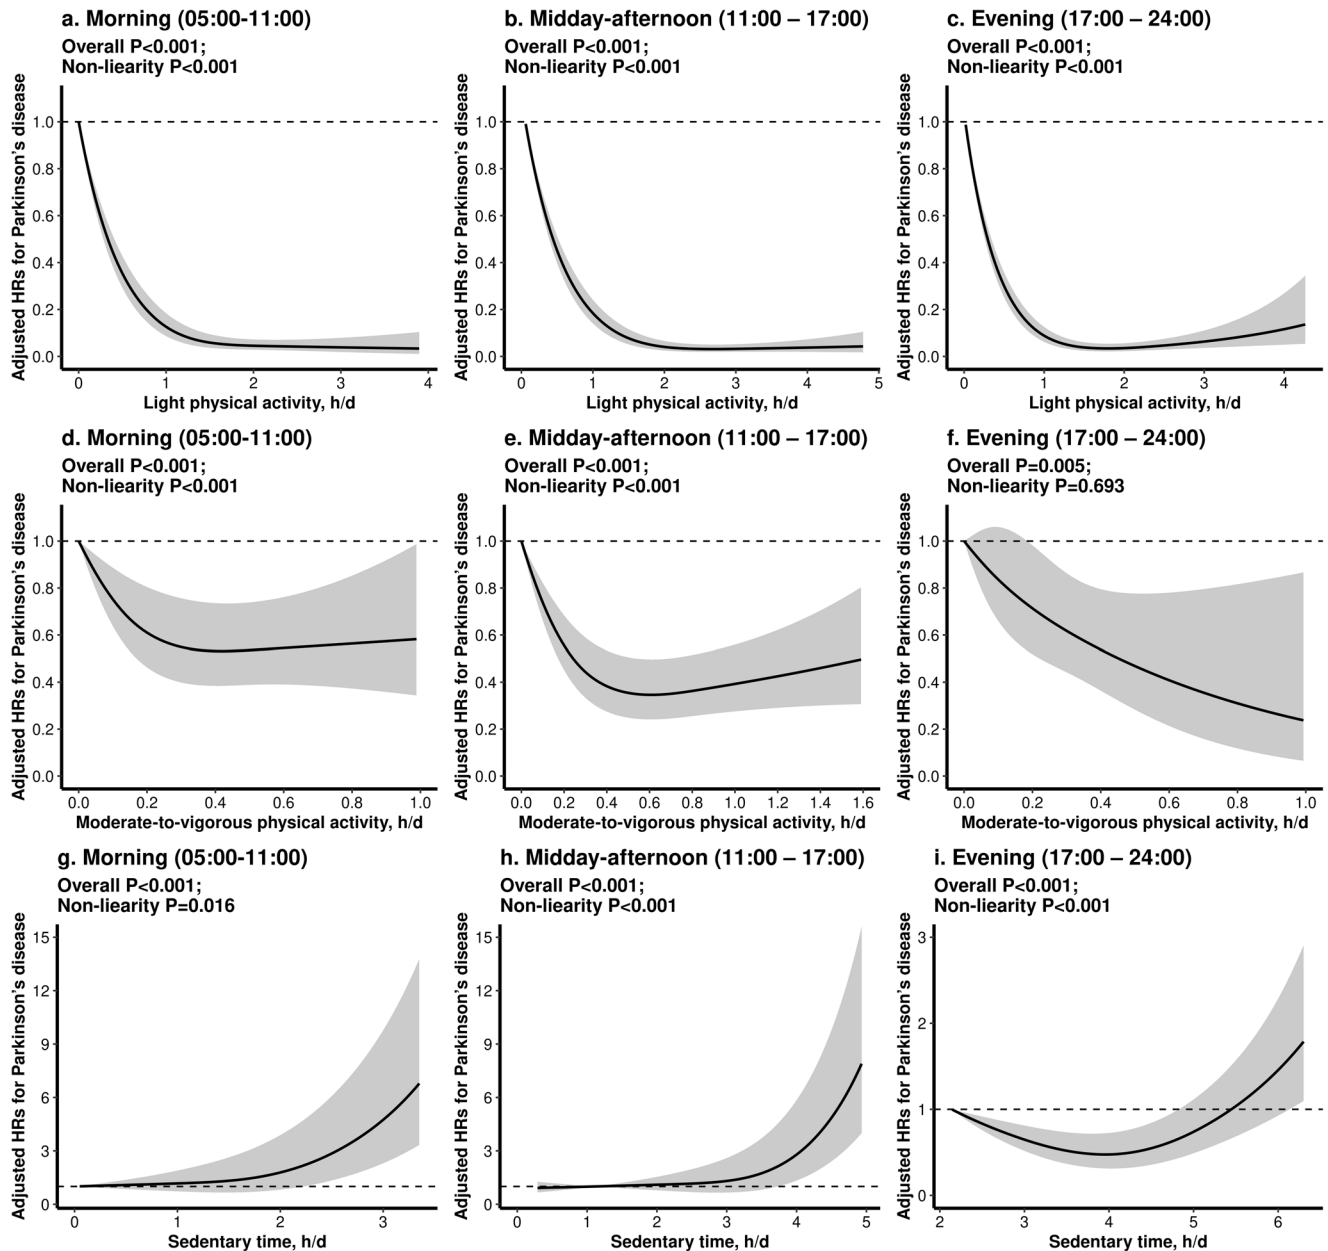 a. Morning (05:00-11:00)
Overall P<0.001;
Non-liearity P<0.001
Adjusted HRs for Parkinson's disease
1.0
0.8
0.6
0.4
0.2
0.0
0 1 2 3 4
Light physical activity, h/d
b. Midday-afternoon (11:00 – 17:00)
Overall P<0.001;
Non-liearity P<0.001
Adjusted HRs for Parkinson's disease
1.0
0.8
0.6
0.4
0.2
0.0
0 1 2 3 4 5
Light physical activity, h/d
c. Evening (17:00 – 24:00)
Overall P<0.001;
Non-liearity P<0.001
Adjusted HRs for Parkinson's disease
1.0
0.8
0.6
0.4
0.2
0.0
0 1 2 3 4
Light physical activity, h/d
d. Morning (05:00-11:00)
Overall P<0.001;
Non-liearity P<0.001
Adjusted HRs for Parkinson's disease
1.0
0.8
0.6
0.4
0.2
0.0
0.0 0.2 0.4 0.6 0.8 1.0
Moderate-to-vigorous physical activity, h/d
e. Midday-afternoon (11:00 – 17:00)
Overall P<0.001;
Non-liearity P<0.001
Adjusted HRs for Parkinson's disease
1.0
0.8
0.6
0.4
0.2
0.0
0.0 0.2 0.4 0.6 0.8 1.0 1.2 1.4 1.6
Moderate-to-vigorous physical activity, h/d
f. Evening (17:00 – 24:00)
Overall P=0.005;
Non-liearity P=0.693
Adjusted HRs for Parkinson's disease
1.0
0.8
0.6
0.4
0.2
0.0
0.0 0.2 0.4 0.6 0.8 1.0
Moderate-to-vigorous physical activity, h/d
g. Morning (05:00-11:00)
Overall P<0.001;
Non-liearity P=0.016
Adjusted HRs for Parkinson's disease
15
12
9
6
3
0
0 1 2 3
Sedentary time, h/d
h. Midday-afternoon (11:00 – 17:00)
Overall P<0.001;
Non-liearity P<0.001
Adjusted HRs for Parkinson's disease
15
12
9
6
3
0
0 1 2 3 4 5
Sedentary time, h/d
i. Evening (17:00 – 24:00)
Overall P<0.001;
Non-liearity P<0.001
Adjusted HRs for Parkinson's disease
3
2
1
0
2 3 4 5 6
Sedentary time, h/d